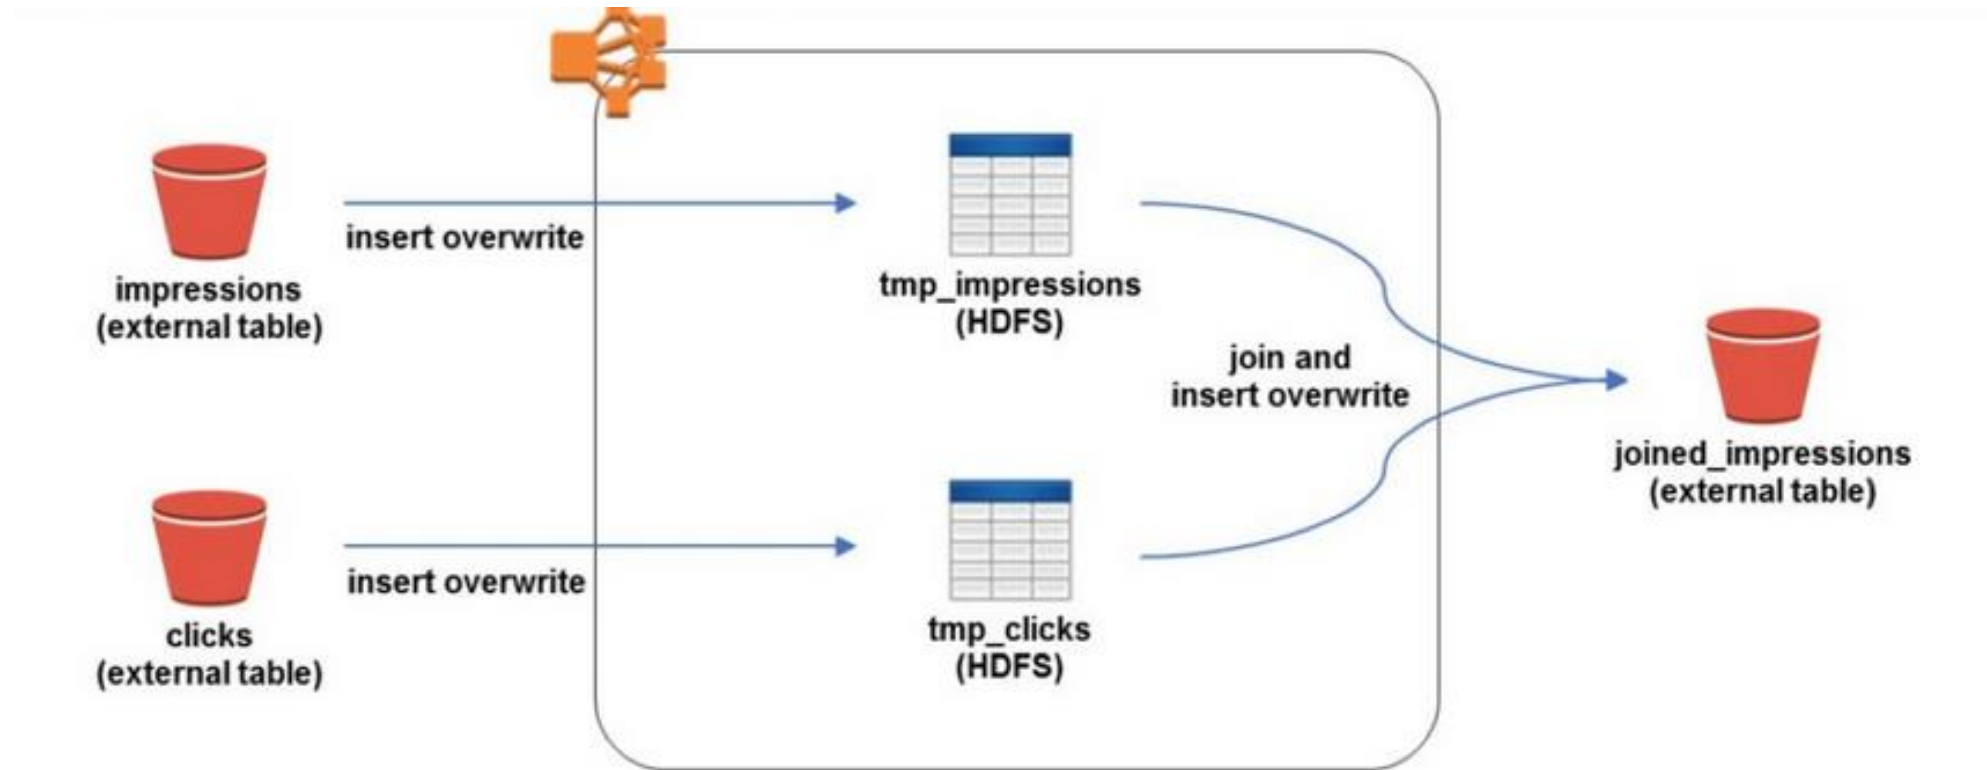 insert overwrite
impressions
(external table)
tmp_impressions
(HDFS)
join and
insert overwrite
joined_impressions
(external table)
insert overwrite
clicks
(external table)
tmp_clicks
(HDFS)